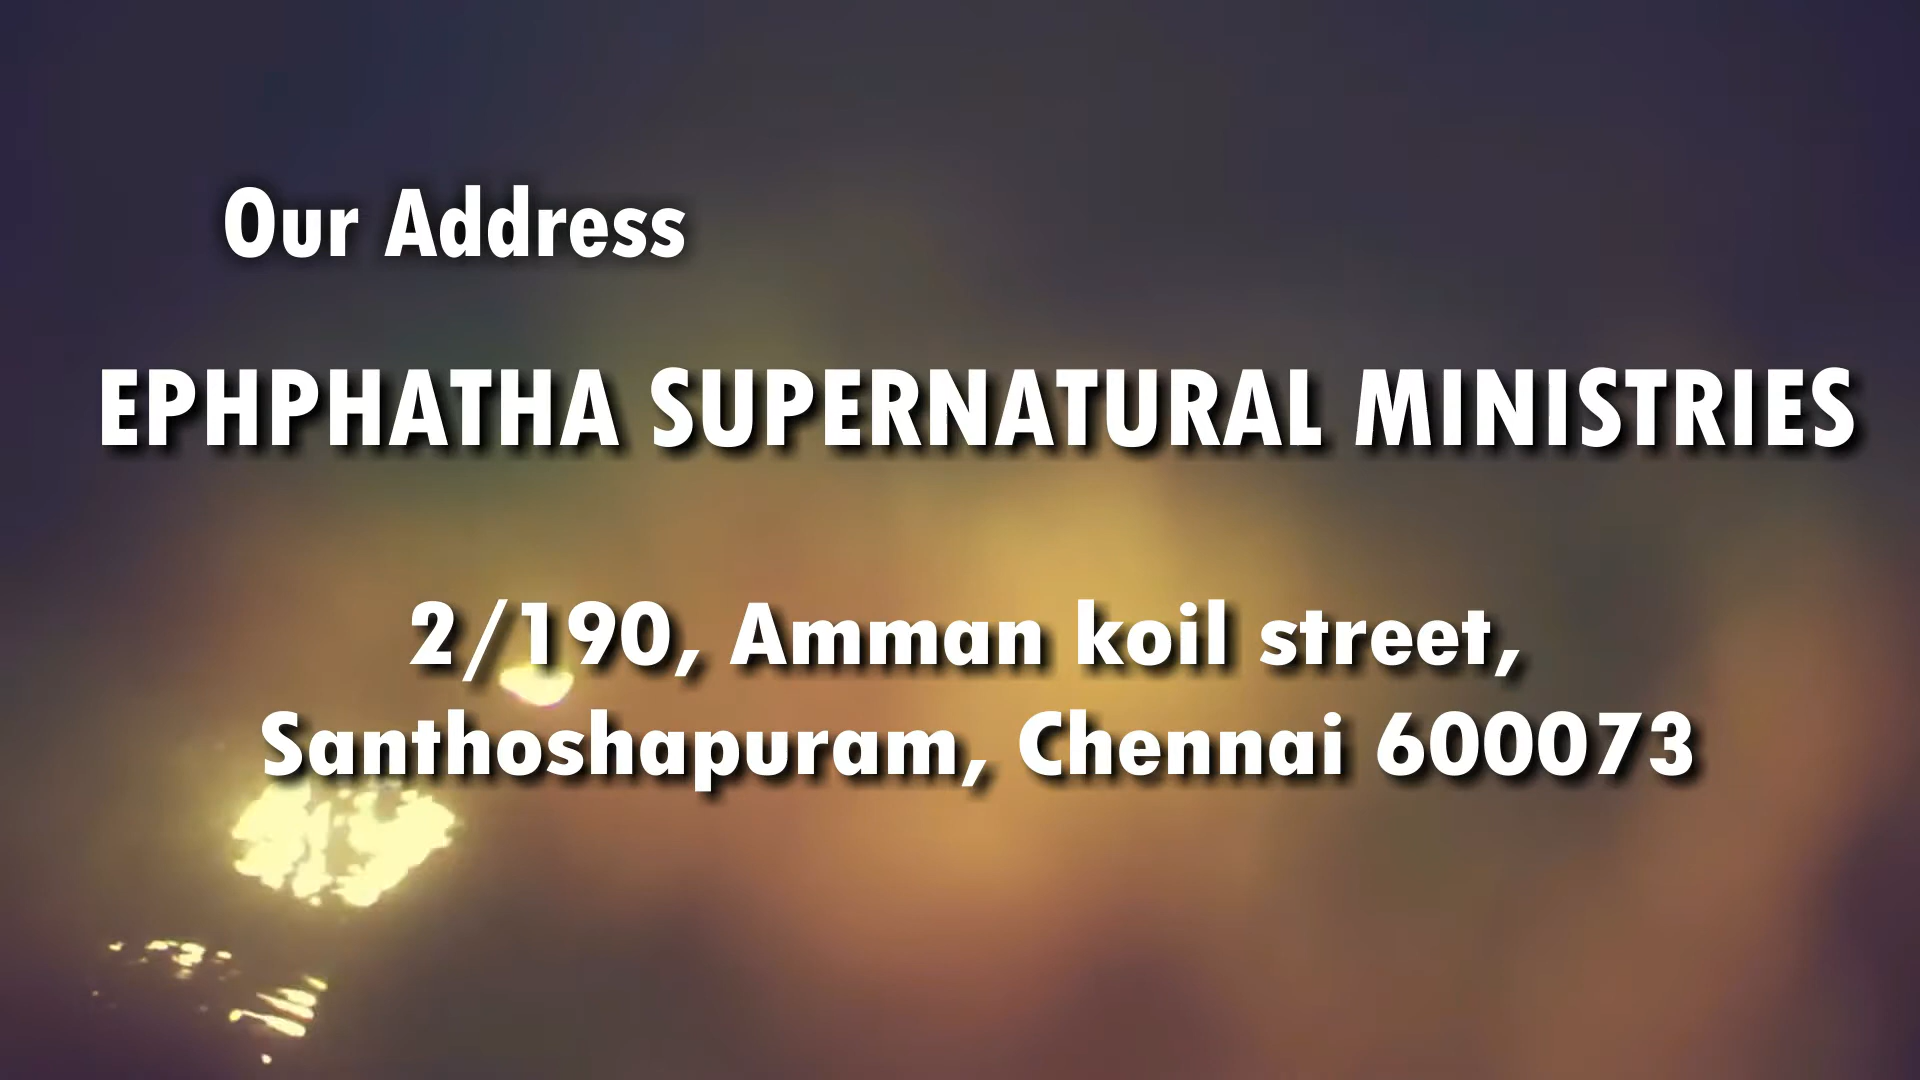 Our Address
EPHPHATHA SUPERNATURAL MINISTRIES
2/190, Amman koil street,
Santhoshapuram, Chennai 600073